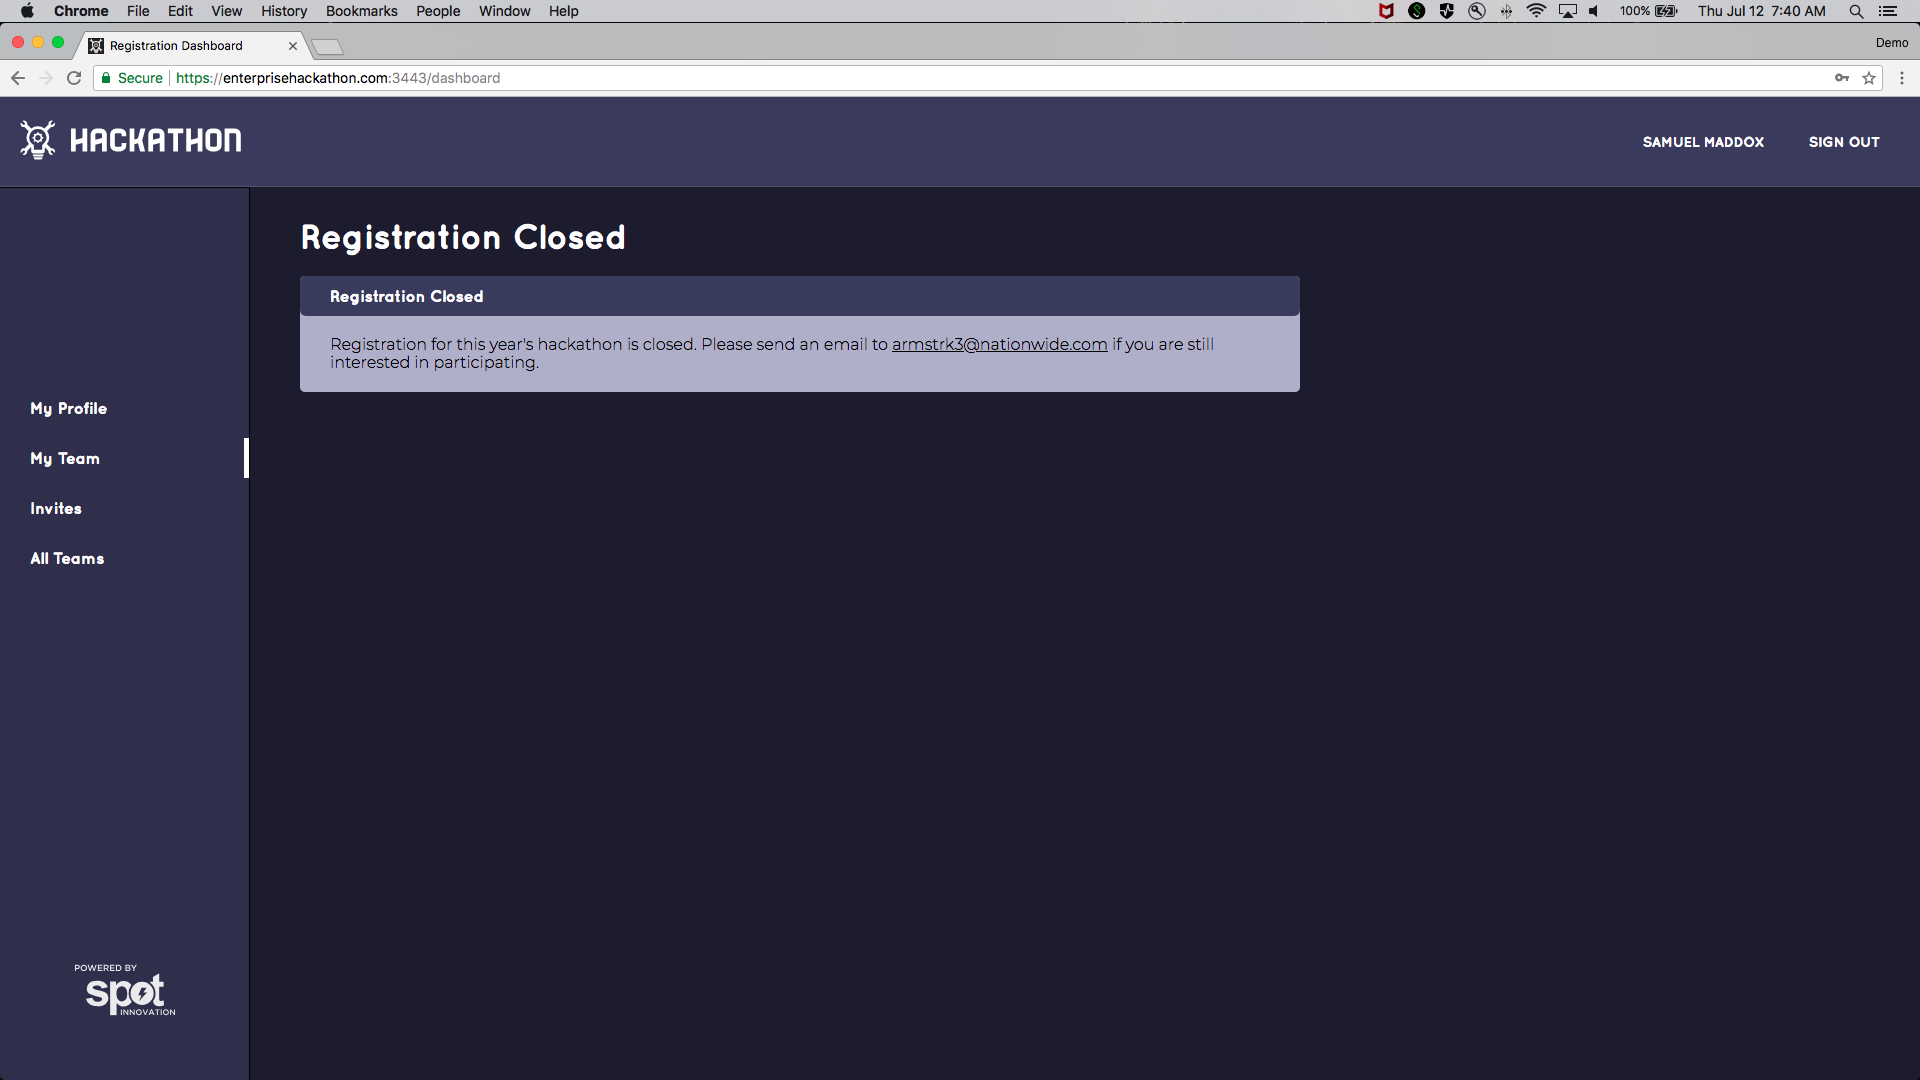 Chrome File Edit View History Bookmarks People Window Help 100% Thu Jul 12 7:40 AM
Registration Dashboard Demo
Secure https://enterprisehackathon.com:3443/dashboard
HACKATHON SAMUEL MADDOX SIGN OUT
Registration Closed
Registration Closed
Registration for this year's hackathon is closed. Please send an email to armstrk3@nationwide.com if you are still
interested in participating.
My Profile
My Team
Invites
All Teams
POWERED BY
spot
INNOVATION